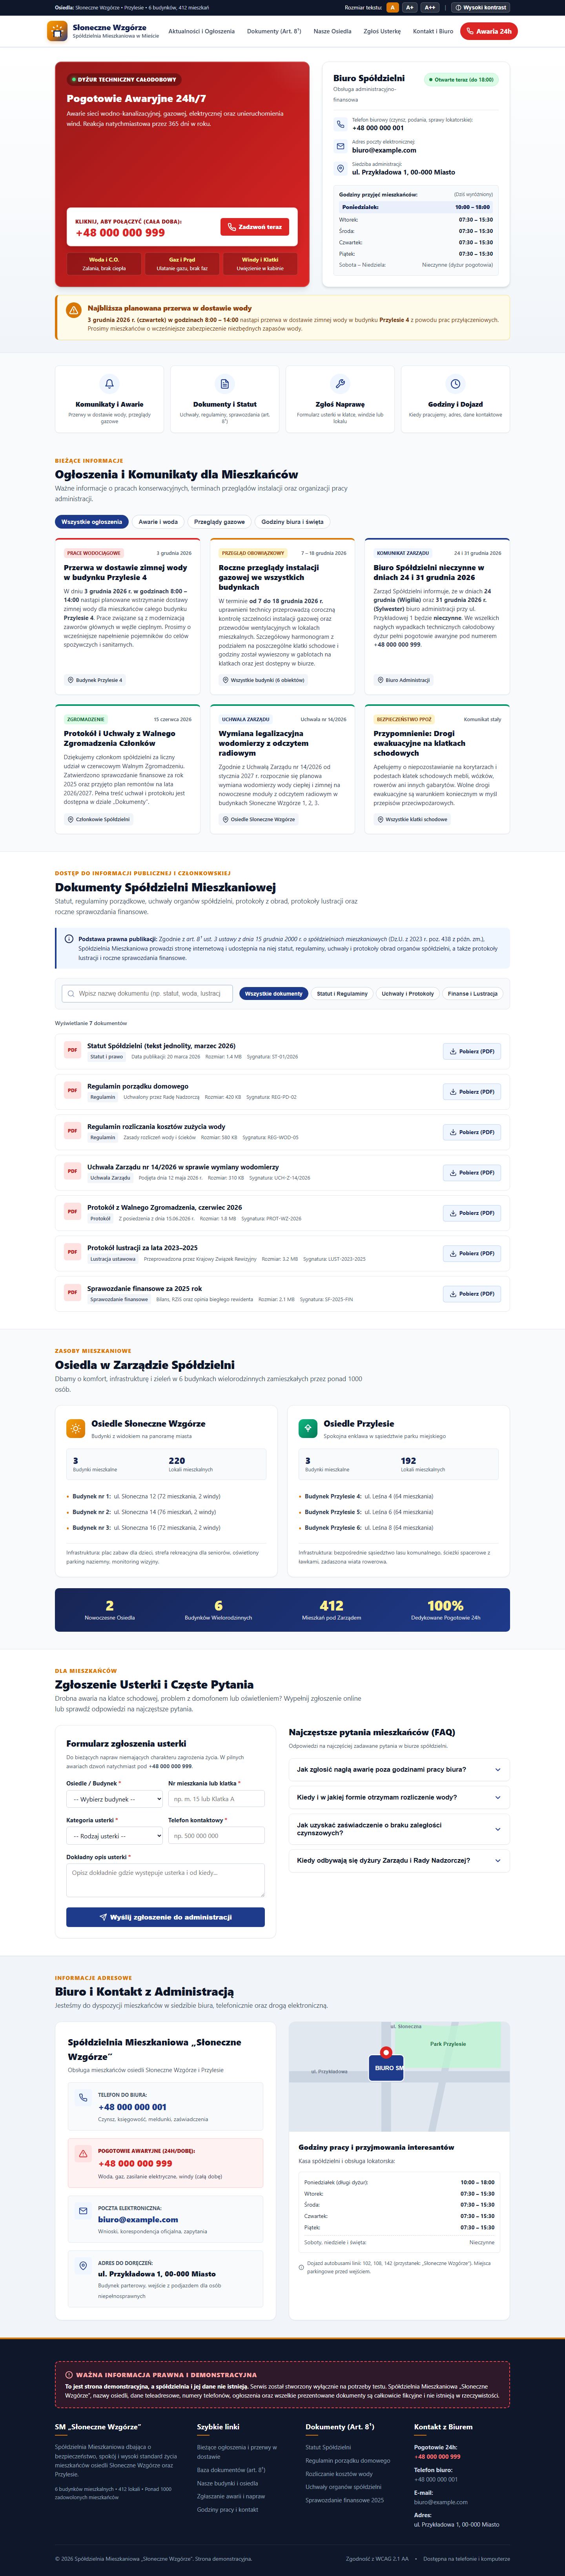 Osiedla: Słoneczne Wzgórze • Przylesie • 6 budynków, 412 mieszkań
Rozmiar tekstu: A A+ A++ Wysoki kontrast
Słoneczne Wzgórze
Spółdzielnia Mieszkaniowa w Mieście
Aktualności i Ogłoszenia Dokumenty (Art. 8¹) Nasze Osiedla Zgłoś Usterkę Kontakt i Biuro Awaria 24h
DYŻUR TECHNICZNY CAŁODOBOWY
Pogotowie Awaryjne 24h/7
Awarie sieci wodno-kanalizacyjnej, gazowej, elektrycznej oraz unieruchomienia
wind. Reakcja natychmiastowa przez 365 dni w roku.
KLIKNIJ, ABY POŁĄCZYĆ (CAŁA DOBA):
+48 000 000 999
Zadzwoń teraz
Woda i C.O.
Zalania, brak ciepła
Gaz i Prąd
Ulatanie gazu, brak faz
Windy i Klatki
Uwięzienie w kabinie
Biuro Spółdzielni
Obsługa administracyjno-
finansowa
Otwarte teraz (do 18:00)
Telefon biurowy (czynsz, podania, sprawy lokatorskie):
+48 000 000 001
Adres poczty elektronicznej:
biuro@example.com
Siedziba administracji:
ul. Przykładowa 1, 00-000 Miasto
Godziny przyjęć mieszkańców: (Dziś wyróżniony)
Poniedziałek: 10:00 – 18:00
Wtorek: 07:30 – 15:30
Środa: 07:30 – 15:30
Czwartek: 07:30 – 15:30
Piątek: 07:30 – 15:30
Sobota – Niedziela: Nieczynne (dyżur pogotowia)
Najbliższa planowana przerwa w dostawie wody
3 grudnia 2026 r. (czwartek) w godzinach 8:00 – 14:00 nastąpi przerwa w dostawie zimnej wody w budynku Przylesie 4 z powodu prac przyłączeniowych.
Prosimy mieszkańców o wcześniejsze zabezpieczenie niezbędnych zapasów wody.
Komunikaty i Awarie
Przerwy w dostawie wody, przeglądy
gazowe
Dokumenty i Statut
Uchwały, regulaminy, sprawozdania (art.
8¹)
Zgłoś Naprawę
Formularz usterki w klatce, windzie lub
lokalu
Godziny i Dojazd
Kiedy pracujemy, adres, dane kontaktowe
BIEŻĄCE INFORMACJE
Ogłoszenia i Komunikaty dla Mieszkańców
Ważne informacje o pracach konserwacyjnych, terminach przeglądów instalacji oraz organizacji pracy
administracji.
Wszystkie ogłoszenia Awarie i woda Przeglądy gazowe Godziny biura i święta
PRACE WODOCIĄGOWE 3 grudnia 2026
Przerwa w dostawie zimnej wody
w budynku Przylesie 4
W dniu 3 grudnia 2026 r. w godzinach 8:00 –
14:00 nastąpi planowane wstrzymanie dostawy
zimnej wody dla mieszkańców całego budynku
Przylesie 4. Prace związane są z modernizacją
zaworów głównych w węźle cieplnym. Prosimy o
wcześniejsze napełnienie pojemników do celów
spożywczych i sanitarnych.
Budynek Przylesie 4
PRZEGLĄD OBOWIĄZKOWY 7 – 18 grudnia 2026
Roczne przeglądy instalacji
gazowej we wszystkich
budynkach
W terminie od 7 do 18 grudnia 2026 r.
uprawnieni technicy przeprowadzą coroczną
kontrolę szczelności instalacji gazowej oraz
przewodów wentylacyjnych w lokalach
mieszkalnych. Szczegółowy harmonogram z
podziałem na poszczególne klatki schodowe i
godziny został wywieszony w gablotach na
klatkach oraz jest dostępny w biurze.
Wszystkie budynki (6 obiektów)
KOMUNIKAT ZARZĄDU 24 i 31 grudnia 2026
Biuro Spółdzielni nieczynne w
dniach 24 i 31 grudnia 2026
Zarząd Spółdzielni informuje, że w dniach 24
grudnia (Wigilia) oraz 31 grudnia 2026 r.
(Sylwester) biuro administracji przy ul.
Przykładowej 1 będzie nieczynne. We wszelkich
nagłych wypadkach technicznych całodobowy
dyżur pełni pogotowie awaryjne pod numerem
+48 000 000 999.
Biuro Administracji
ZGROMADZENIE 15 czerwca 2026
Protokół i Uchwały z Walnego
Zgromadzenia Członków
Dziękujemy członkom spółdzielni za liczny
udział w czerwcowym Walnym Zgromadzeniu.
Zatwierdzono sprawozdanie finansowe za rok
2025 oraz przyjęto plan remontów na lata
2026/2027. Pełna treść uchwał i protokołu jest
dostępna w dziale „Dokumenty”.
Członkowie Spółdzielni
UCHWAŁA ZARZĄDU Uchwała nr 14/2026
Wymiana legalizacyjna
wodomierzy z odczytem
radiowym
Zgodnie z Uchwałą Zarządu nr 14/2026 od
stycznia 2027 r. rozpocznie się planowa
wymiana wodomierzy wody ciepłej i zimnej na
nowoczesne moduły z odczytem radiowym w
budynkach Słoneczne Wzgórze 1, 2, 3.
Osiedle Słoneczne Wzgórze
BEZPIECZEŃSTWO PPOŻ Komunikat stały
Przypomnienie: Drogi
ewakuacyjne na klatkach
schodowych
Apelujemy o niepozostawianie na korytarzach i
podestach klatek schodowych mebli, wózków,
rowerów ani innych gabarytów. Wolne drogi
ewakuacyjne są warunkiem koniecznym w myśl
przepisów przeciwpożarowych.
Wszystkie klatki schodowe
DOSTĘP DO INFORMACJI PUBLICZNEJ I CZŁONKOWSKIEJ
Dokumenty Spółdzielni Mieszkaniowej
Statut, regulaminy porządkowe, uchwały organów spółdzielni, protokoły z obrad, protokoły lustracji oraz
roczne sprawozdania finansowe.
Podstawa prawna publikacji: Zgodnie z art. 8¹ ust. 3 ustawy z dnia 15 grudnia 2000 r. o spółdzielniach mieszkaniowych (Dz.U. z 2023 r. poz. 438 z późn. zm.),
Spółdzielnia Mieszkaniowa prowadzi stronę internetową i udostępnia na niej statut, regulaminy, uchwały i protokoły obrad organów spółdzielni, a także protokoły
lustracji i roczne sprawozdania finansowe.
Wpisz nazwę dokumentu (np. statut, woda, lustracj
Wszystkie dokumenty Statut i Regulaminy Uchwały i Protokoły Finanse i Lustracja
Wyświetlanie 7 dokumentów
PDF Statut Spółdzielni (tekst jednolity, marzec 2026) Pobierz (PDF)
Statut i prawo Data publikacji: 20 marca 2026 Rozmiar: 1.4 MB Sygnatura: ST-01/2026
PDF Regulamin porządku domowego Pobierz (PDF)
Regulamin Uchwalony przez Radę Nadzorczą Rozmiar: 420 KB Sygnatura: REG-PD-02
PDF Regulamin rozliczania kosztów zużycia wody Pobierz (PDF)
Regulamin Zasady rozliczeń wody i ścieków Rozmiar: 580 KB Sygnatura: REG-WOD-05
PDF Uchwała Zarządu nr 14/2026 w sprawie wymiany wodomierzy Pobierz (PDF)
Uchwała Zarządu Podjęta dnia 12 maja 2026 r. Rozmiar: 310 KB Sygnatura: UCH-Z-14/2026
PDF Protokół z Walnego Zgromadzenia, czerwiec 2026 Pobierz (PDF)
Protokół Z posiedzenia z dnia 15.06.2026 r. Rozmiar: 1.8 MB Sygnatura: PROT-WZ-2026
PDF Protokół lustracji za lata 2023–2025 Pobierz (PDF)
Lustracja ustawowa Przeprowadzona przez Krajowy Związek Rewizyjny Rozmiar: 3.2 MB Sygnatura: LUST-2023-2025
PDF Sprawozdanie finansowe za 2025 rok Pobierz (PDF)
Sprawozdanie finansowe Bilans, RZiS oraz opinia biegłego rewidenta Rozmiar: 2.1 MB Sygnatura: SF-2025-FIN
ZASOBY MIESZKANIOWE
Osiedla w Zarządzie Spółdzielni
Dbamy o komfort, infrastrukturę i zieleń w 6 budynkach wielorodzinnych zamieszkałych przez ponad 1000
osób.
Osiedle Słoneczne Wzgórze
Budynki z widokiem na panoramę miasta
3
Budynki mieszkalne
220
Lokali mieszkalnych
Budynek nr 1: ul. Słoneczna 12 (72 mieszkania, 2 windy)
Budynek nr 2: ul. Słoneczna 14 (76 mieszkań, 2 windy)
Budynek nr 3: ul. Słoneczna 16 (72 mieszkania, 2 windy)
Infrastruktura: plac zabaw dla dzieci, strefa rekreacyjna dla seniorów, oświetlony
parking naziemny, monitoring wizyjny.
Osiedle Przylesie
Spokojna enklawa w sąsiedztwie parku miejskiego
3
Budynki mieszkalne
192
Lokali mieszkalnych
Budynek Przylesie 4: ul. Leśna 4 (64 mieszkania)
Budynek Przylesie 5: ul. Leśna 6 (64 mieszkania)
Budynek Przylesie 6: ul. Leśna 8 (64 mieszkania)
Infrastruktura: bezpośrednie sąsiedztwo lasu komunalnego, ścieżki spacerowe z
ławkami, zadaszona wiata rowerowa.
2
Nowoczesne Osiedla
6
Budynków Wielorodzinnych
412
Mieszkań pod Zarządem
100%
Dedykowane Pogotowie 24h
DLA MIESZKAŃCÓW
Zgłoszenie Usterki i Częste Pytania
Drobna awaria na klatce schodowej, problem z domofonem lub oświetleniem? Wypełnij zgłoszenie online
lub sprawdź odpowiedzi na najczęstsze pytania.
Formularz zgłoszenia usterki
Do bieżących napraw niemających charakteru zagrożenia życia. W pilnych
awariach dzwoń natychmiast pod +48 000 000 999.
Osiedle / Budynek * Nr mieszkania lub klatka *
-- Wybierz budynek -- np. m. 15 lub Klatka A
Kategoria usterki * Telefon kontaktowy *
-- Rodzaj usterki -- np. 500 000 000
Dokładny opis usterki *
Opisz dokładnie gdzie występuje usterka i od kiedy...
Wyślij zgłoszenie do administracji
Najczęstsze pytania mieszkańców (FAQ)
Odpowiedzi na najczęściej zadawane pytania w biurze spółdzielni.
Jak zgłosić nagłą awarię poza godzinami pracy biura?
Kiedy i w jakiej formie otrzymam rozliczenie wody?
Jak uzyskać zaświadczenie o braku zaległości
czynszowych?
Kiedy odbywają się dyżury Zarządu i Rady Nadzorczej?
INFORMACJE ADRESOWE
Biuro i Kontakt z Administracją
Jesteśmy do dyspozycji mieszkańców w siedzibie biura, telefonicznie oraz drogą elektroniczną.
Spółdzielnia Mieszkaniowa „Słoneczne
Wzgórze”
Obsługa mieszkańców osiedli Słoneczne Wzgórze i Przylesie
TELEFON DO BIURA:
+48 000 000 001
Czynsz, księgowość, meldunki, zaświadczenia
POGOTOWIE AWARYJNE (24H/DOBĘ):
+48 000 000 999
Woda, gaz, zasilanie elektryczne, windy (cała dobę)
POCZTA ELEKTRONICZNA:
biuro@example.com
Wnioski, korespondencja oficjalna, zapytania
ADRES DO DORĘCZEŃ:
ul. Przykładowa 1, 00-000 Miasto
Budynek parterowy, wejście z podjazdem dla osób
niepełnosprawnych
ul. Słoneczna
Park Przylesie
ul. Przykładowa
BIURO SM
Godziny pracy i przyjmowania interesantów
Kasa spółdzielni i obsługa lokatorska:
Poniedziałek (długi dyżur): 10:00 – 18:00
Wtorek: 07:30 – 15:30
Środa: 07:30 – 15:30
Czwartek: 07:30 – 15:30
Piątek: 07:30 – 15:30
Soboty, niedziele i święta: Nieczynne
Dojazd autobusami linii: 102, 108, 142 (przystanek: „Słoneczne Wzgórze”). Miejsca
parkingowe przed wejściem.
WAŻNA INFORMACJA PRAWNA I DEMONSTRACYJNA
To jest strona demonstracyjna, a spółdzielnia i jej dane nie istnieją. Serwis został stworzony wyłącznie na potrzeby testu. Spółdzielnia Mieszkaniowa „Słoneczne
Wzgórze”, nazwy osiedli, dane teleadresowe, numery telefonów, ogłoszenia oraz wszelkie prezentowane dokumenty są całkowicie fikcyjne i nie istnieją w rzeczywistości.
SM „Słoneczne Wzgórze”
Spółdzielnia Mieszkaniowa dbająca o
bezpieczeństwo, spokój i wysoki standard życia
mieszkańców osiedli Słoneczne Wzgórze oraz
Przylesie.
6 budynków mieszkalnych • 412 lokali • Ponad 1000
zadowolonych mieszkańców
Szybkie linki
Bieżące ogłoszenia i przerwy w
dostawie
Baza dokumentów (art. 8¹)
Nasze budynki i osiedla
Zgłaszanie awarii i napraw
Godziny pracy i kontakt
Dokumenty (Art. 8¹)
Statut Spółdzielni
Regulamin porządku domowego
Rozliczanie kosztów wody
Uchwały organów spółdzielni
Sprawozdanie finansowe 2025
Kontakt z Biurem
Pogotowie 24h:
+48 000 000 999
Telefon biuro:
+48 000 000 001
E-mail:
biuro@example.com
Adres:
ul. Przykładowa 1, 00-000 Miasto
© 2026 Spółdzielnia Mieszkaniowa „Słoneczne Wzgórze”. Strona demonstracyjna.
Zgodność z WCAG 2.1 AA • Dostępna na telefonie i komputerze